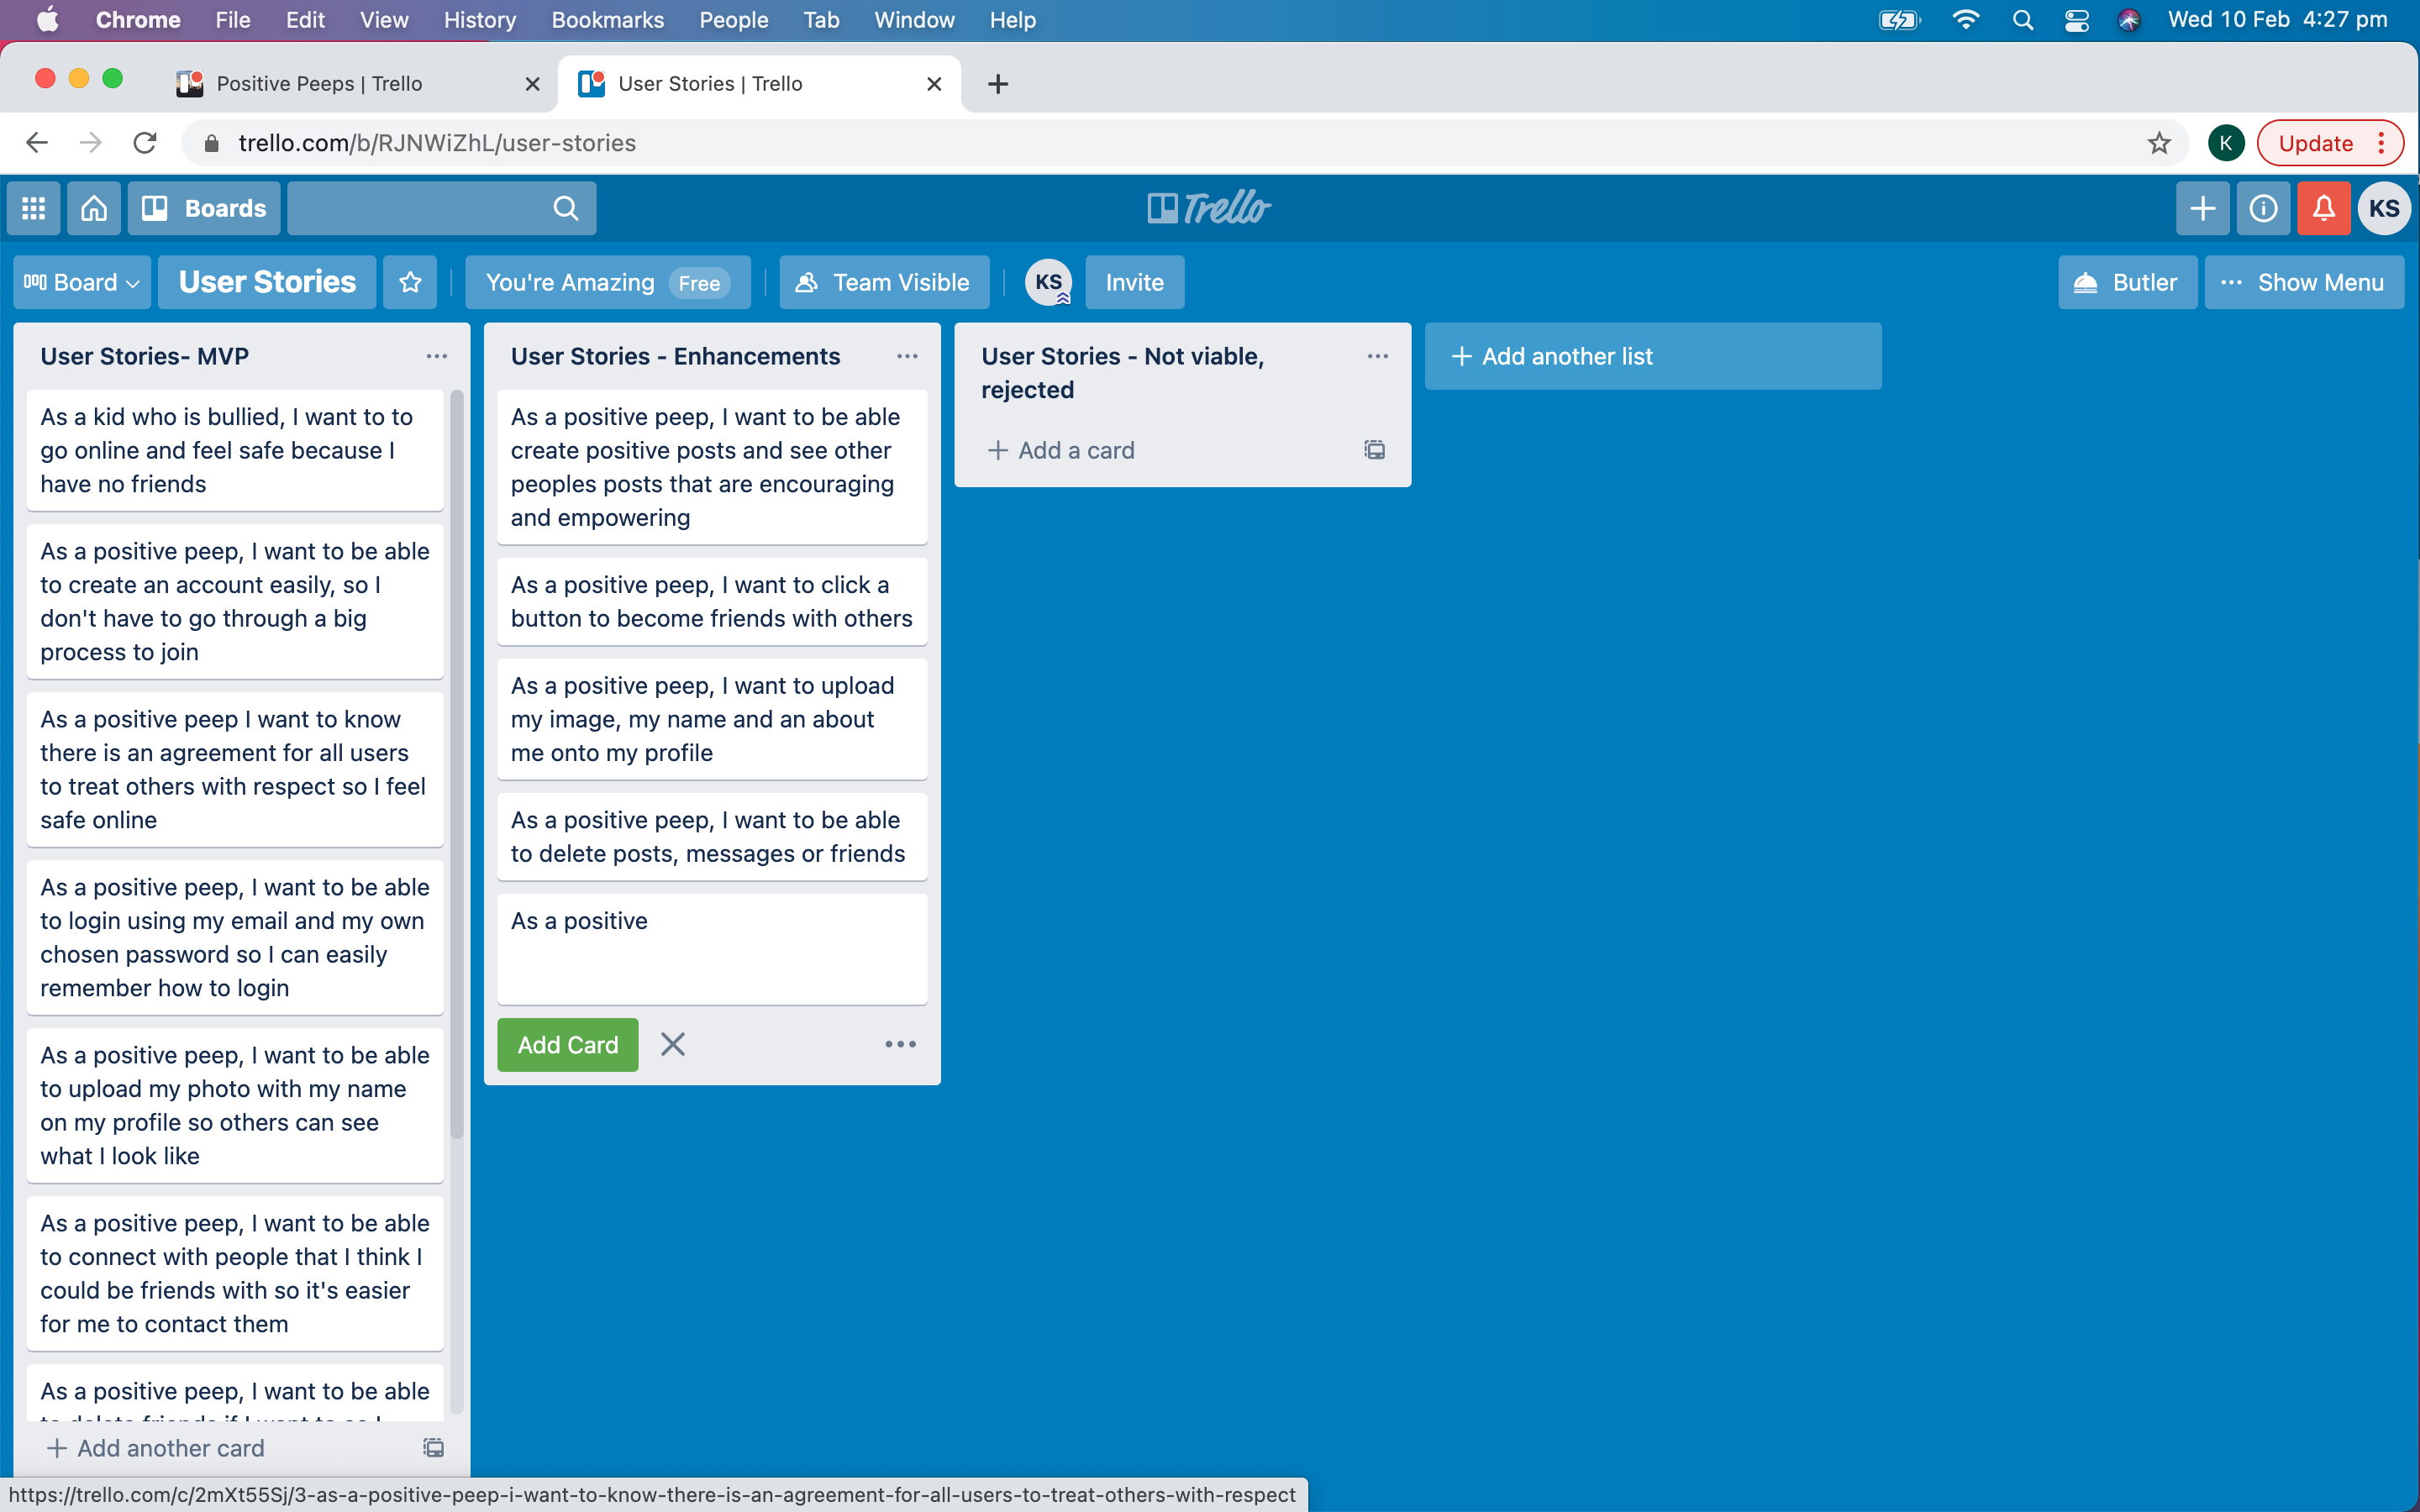 Chrome File Edit View History Bookmarks People Tab Window Help Wed 10 Feb 4:27 pm
Positive Peeps | Trello User Stories | Trello
trello.com/b/RJNWiZhL/user-stories K Update
Boards Trello KS
Board User Stories You're Amazing Free Team Visible KS Invite Butler Show Menu
User Stories- MVP
As a kid who is bullied, I want to to
go online and feel safe because I
have no friends
As a positive peep, I want to be able
to create an account easily, so I
don't have to go through a big
process to join
As a positive peep I want to know
there is an agreement for all users
to treat others with respect so I feel
safe online
As a positive peep, I want to be able
to login using my email and my own
chosen password so I can easily
remember how to login
As a positive peep, I want to be able
to upload my photo with my name
on my profile so others can see
what I look like
As a positive peep, I want to be able
to connect with people that I think I
could be friends with so it's easier
for me to contact them
As a positive peep, I want to be able
to delete friends if I want to so I
Add another card
User Stories - Enhancements
As a positive peep, I want to be able
create positive posts and see other
peoples posts that are encouraging
and empowering
As a positive peep, I want to click a
button to become friends with others
As a positive peep, I want to upload
my image, my name and an about
me onto my profile
As a positive peep, I want to be able
to delete posts, messages or friends
As a positive
Add Card
User Stories - Not viable,
rejected
Add a card
Add another list
https://trello.com/c/2mXt55Sj/3-as-a-positive-peep-i-want-to-know-there-is-an-agreement-for-all-users-to-treat-others-with-respect